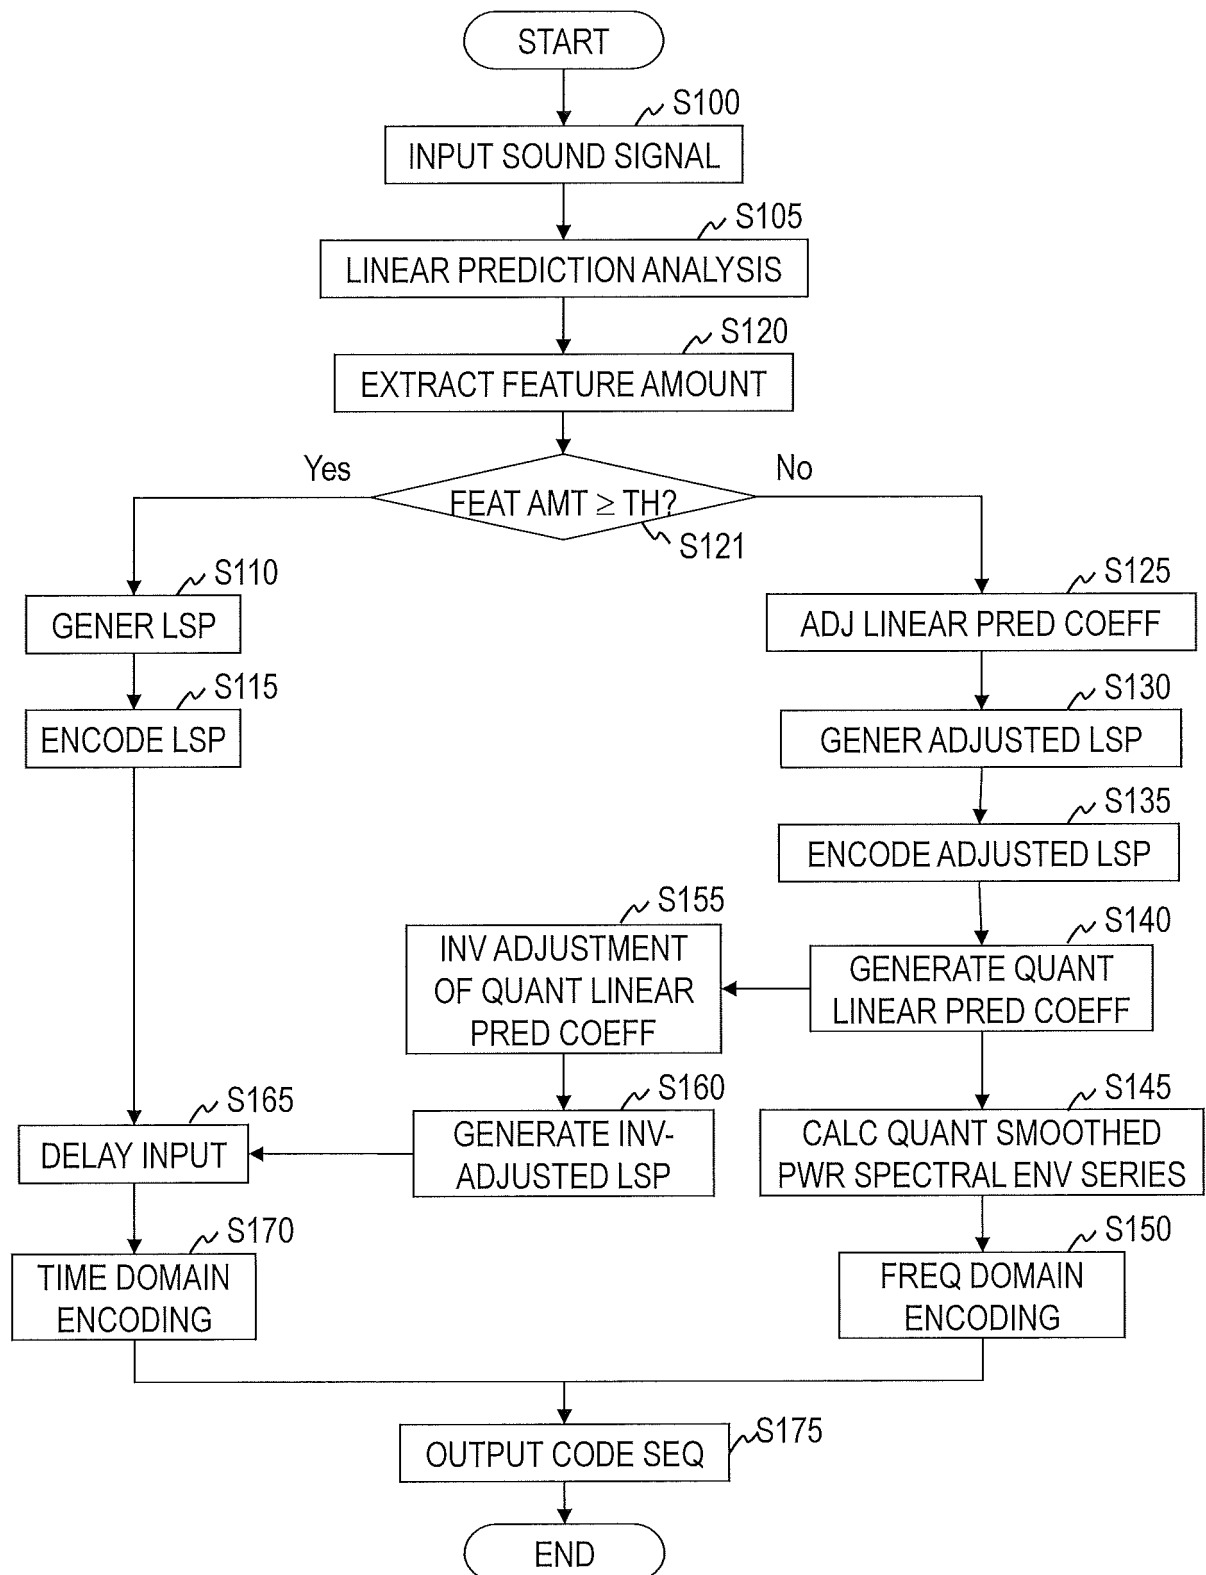 START
S100
INPUT SOUND SIGNAL
S105
LINEAR PREDICTION ANALYSIS
S120
EXTRACT FEATURE AMOUNT
Yes
No
FEAT AMT ≥ TH?
S121
S110
GENER LSP
S125
ADJ LINEAR PRED COEFF
S115
ENCODE LSP
S130
GENER ADJUSTED LSP
S135
ENCODE ADJUSTED LSP
S155
INV ADJUSTMENT
OF QUANT LINEAR
PRED COEFF
S140
GENERATE QUANT
LINEAR PRED COEFF
S165
DELAY INPUT
S160
GENERATE INV-
ADJUSTED LSP
S145
CALC QUANT SMOOTHED
PWR SPECTRAL ENV SERIES
S170
TIME DOMAIN
ENCODING
S150
FREQ DOMAIN
ENCODING
S175
OUTPUT CODE SEQ
END